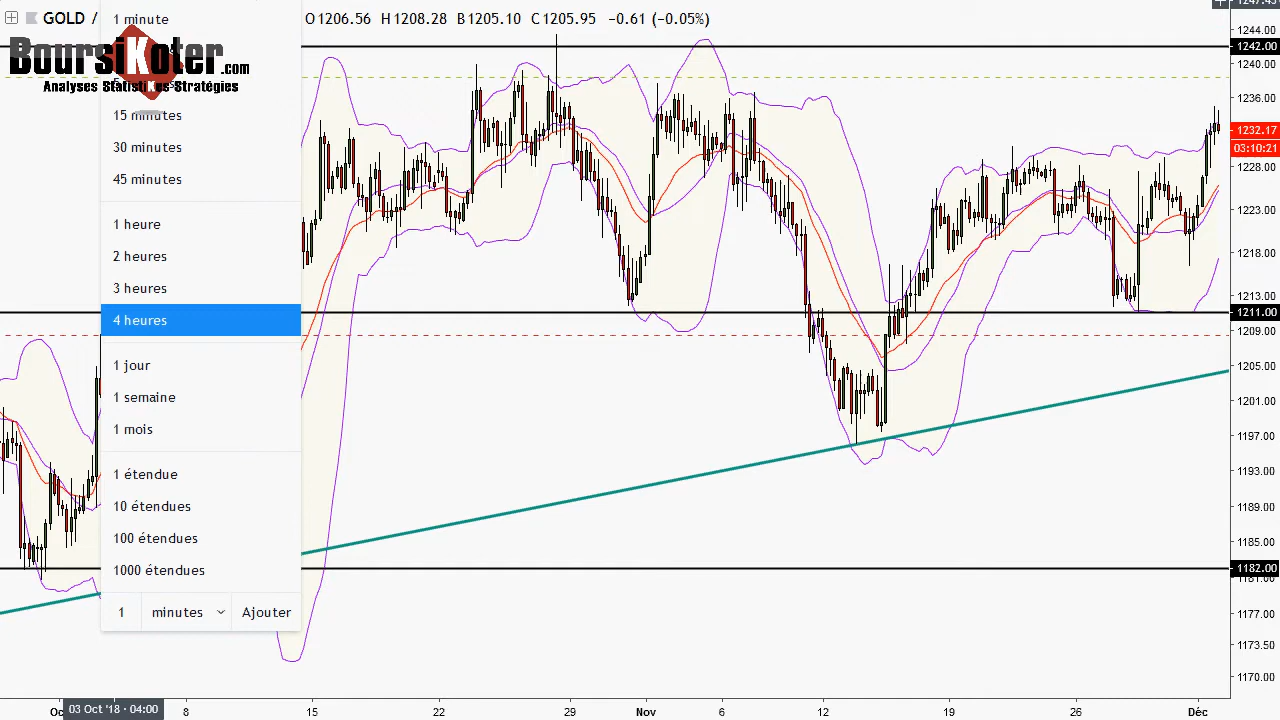 GOLD /
O1206.56 H1208.28 B1205.10 C1205.95 −0.61 (−0.05%)
BoursiKoter.com
Analyses StatistiKes Stratégies
1 minute
15 minutes
30 minutes
45 minutes
1 heure
2 heures
3 heures
4 heures
1 jour
1 semaine
1 mois
1 étendue
10 étendues
100 étendues
1000 étendues
1 minutes Ajouter
1247.45
1244.00
1242.00
1240.00
1236.00
1232.17
03:10:21
1228.00
1223.00
1218.00
1213.00
1211.00
1209.00
1205.00
1201.00
1197.00
1193.00
1189.00
1185.00
1182.00
1181.00
1177.00
1173.50
1170.00
Oc 03 Oct '18 · 04:00 8 15 22 29 Nov 6 12 19 26 Déc